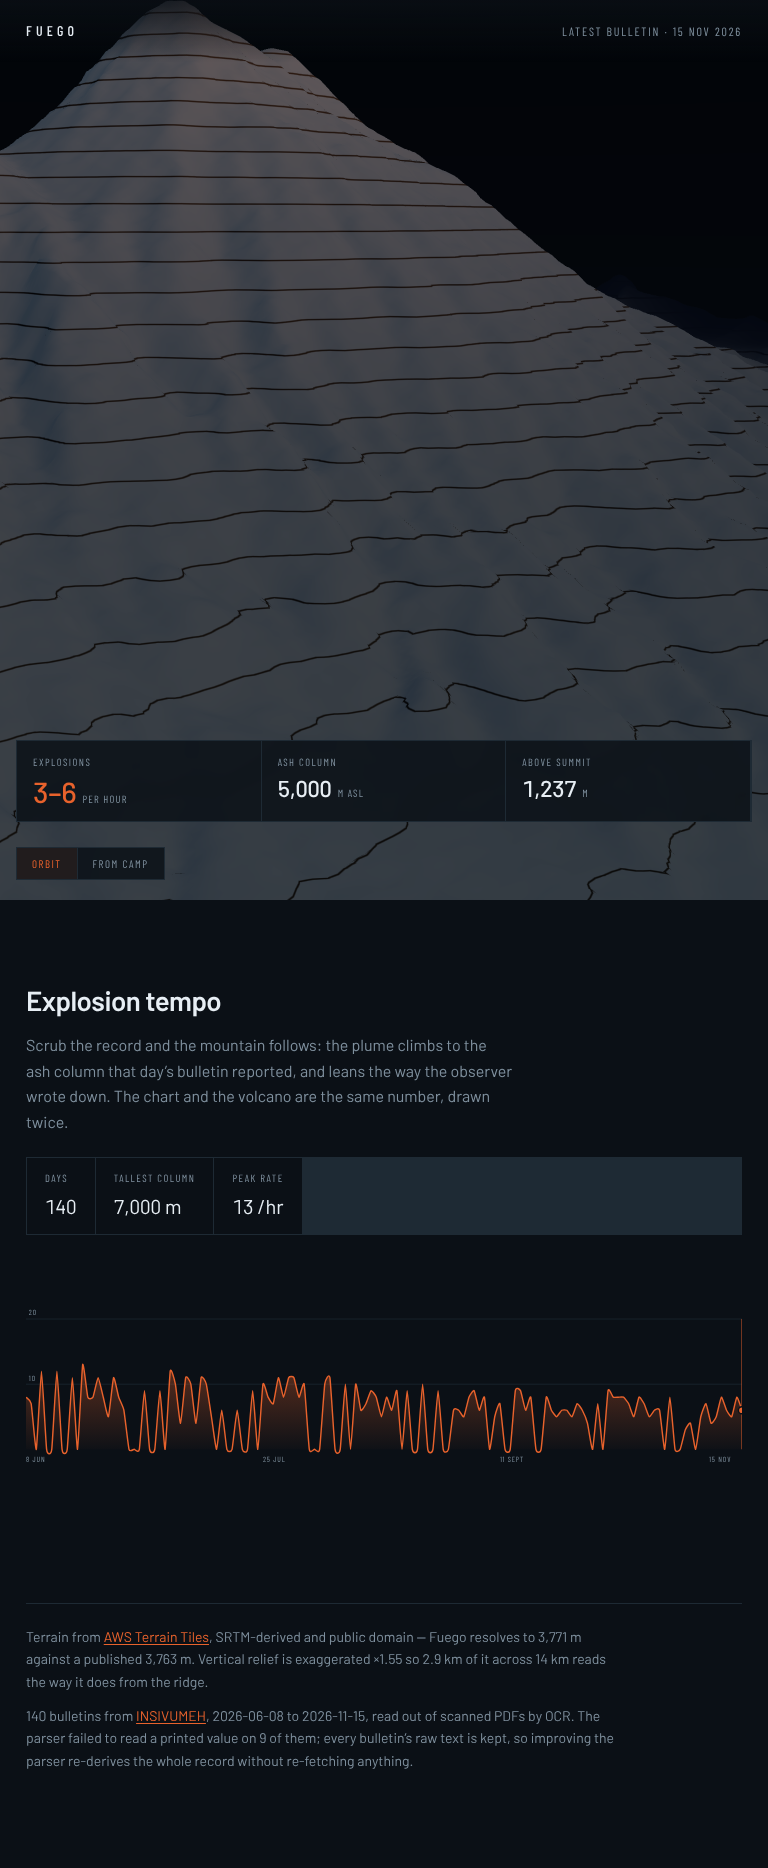 FUEGO
LATEST BULLETIN · 15 NOV 2026
EXPLOSIONS
3–6 PER HOUR
ASH COLUMN
5,000 M ASL
ABOVE SUMMIT
1,237 M
ORBIT
FROM CAMP
Explosion tempo
Scrub the record and the mountain follows: the plume climbs to the
ash column that day's bulletin reported, and leans the way the observer
wrote down. The chart and the volcano are the same number, drawn
twice.
DAYS
140
TALLEST COLUMN
7,000 m
PEAK RATE
13 /hr
20
10
8 JUN
25 JUL
11 SEPT
15 NOV
Terrain from AWS Terrain Tiles, SRTM-derived and public domain — Fuego resolves to 3,771 m
against a published 3,763 m. Vertical relief is exaggerated ×1.55 so 2.9 km of it across 14 km reads
the way it does from the ridge.
140 bulletins from INSIVUMEH, 2026-06-08 to 2026-11-15, read out of scanned PDFs by OCR. The
parser failed to read a printed value on 9 of them; every bulletin's raw text is kept, so improving the
parser re-derives the whole record without re-fetching anything.